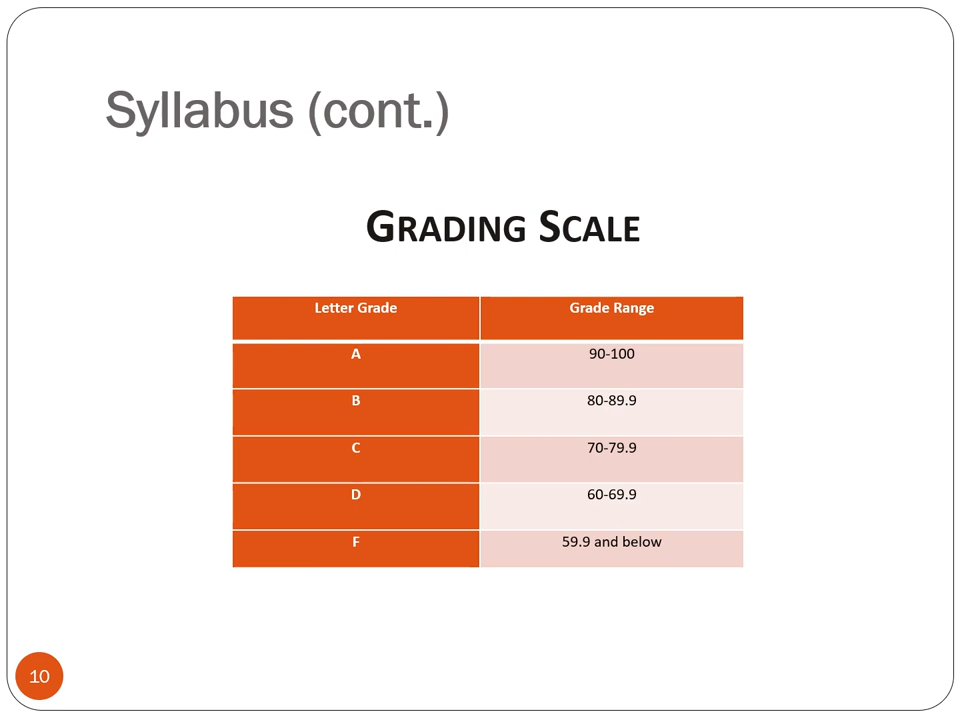 Syllabus (cont.)
GRADING SCALE
Letter Grade Grade Range
A 90-100
B 80-89.9
C 70-79.9
D 60-69.9
F 59.9 and below
10